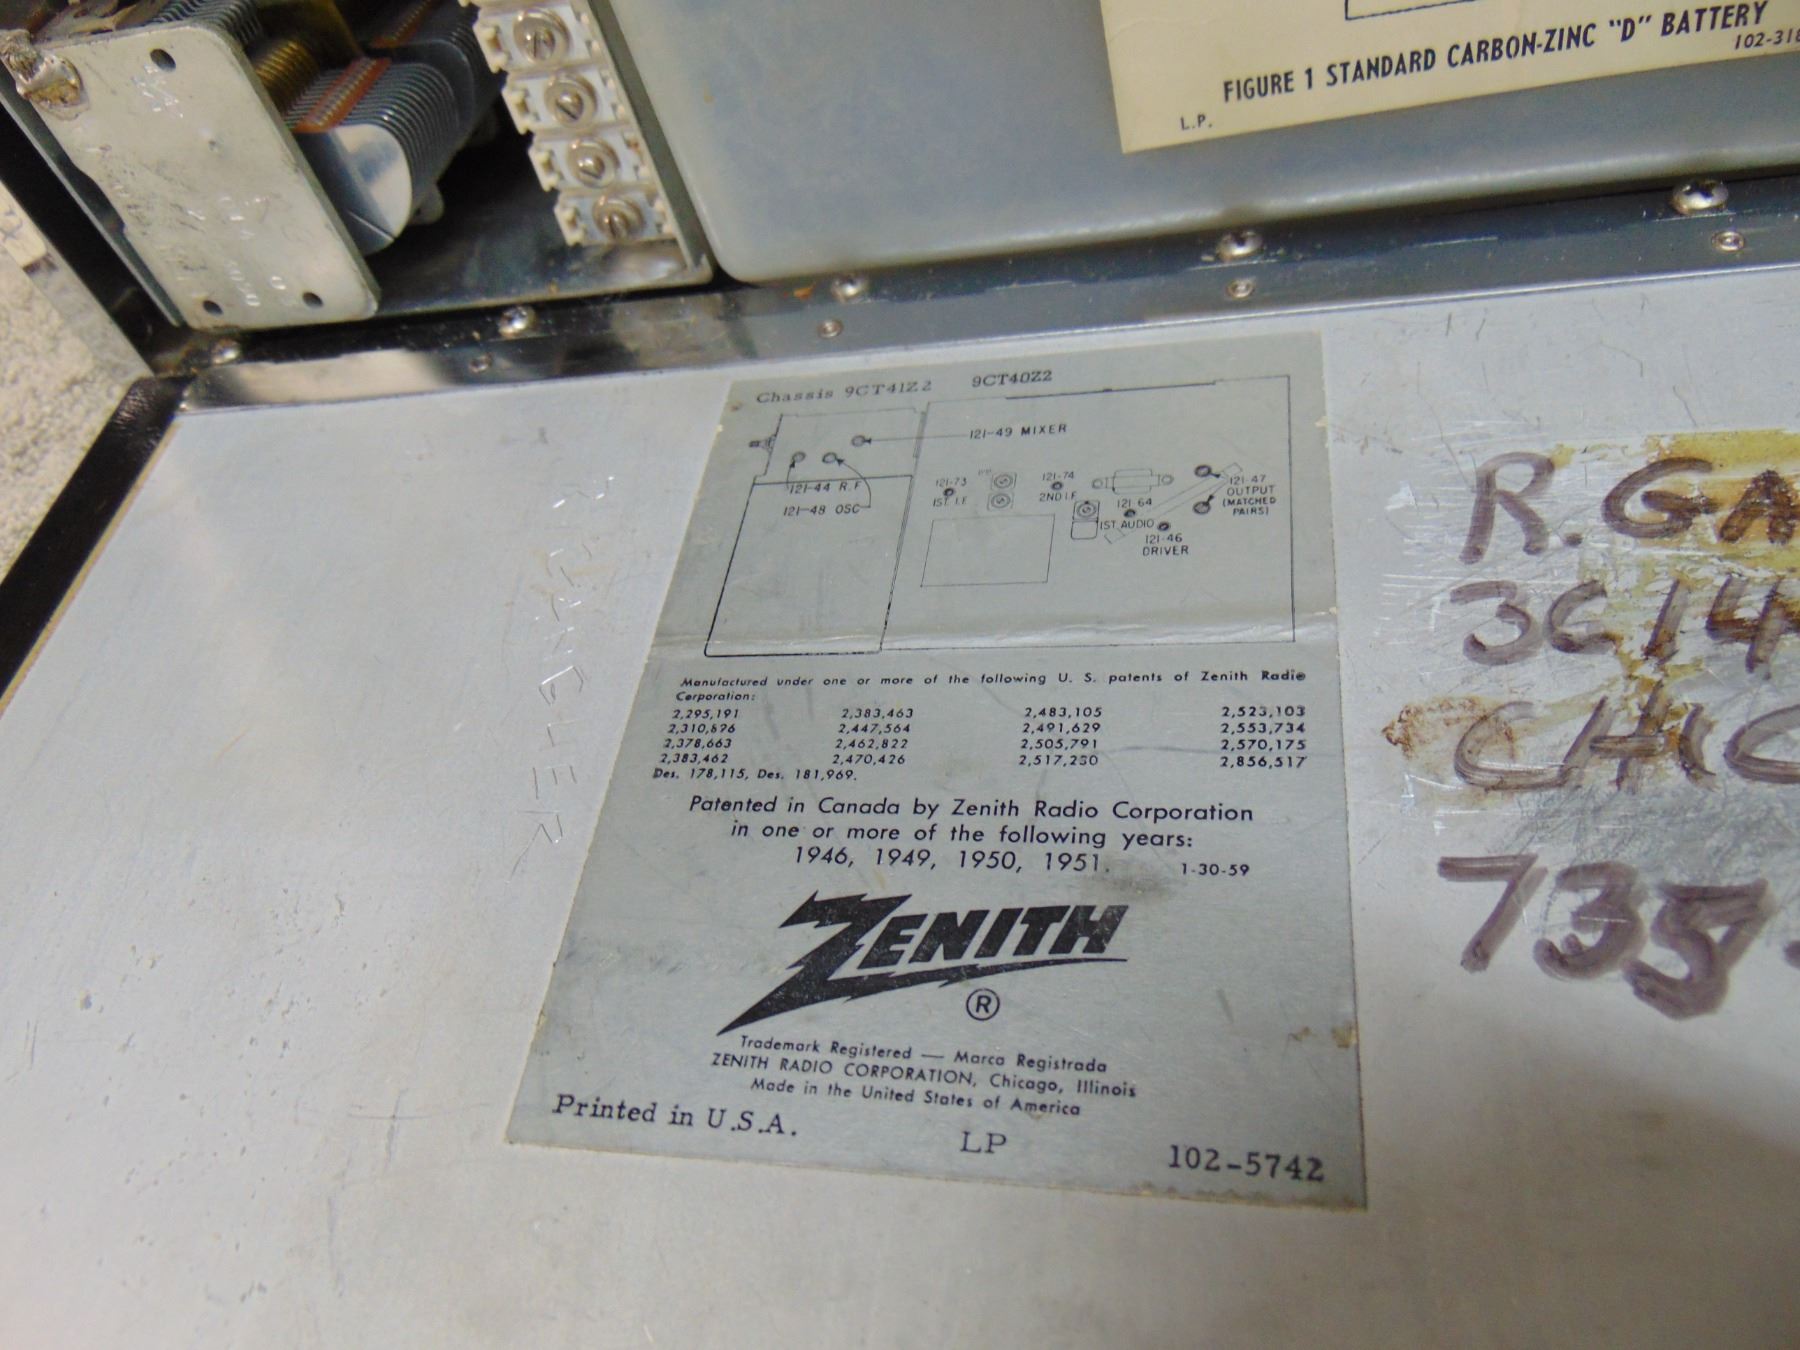 FIGURE 1 STANDARD CARBON-ZINC "D" BATTERY
102-318
L.P.
Chassis 9CT41Z2 9CT40Z2
121-49 MIXER
121-44 R.F
121-48 OSC
121-73
1ST. I.F
121-74
2ND I.F
121 64
1ST AUDIO
121-46
DRIVER
121-47
OUTPUT
(MATCHED
PAIRS)
Manufactured under one or more of the following U. S. patents of Zenith Radio
Corporation:
2,295,191 2,383,463 2,483,105 2,523,103
2,310,896 2,447,564 2,491,629 2,553,734
2,378,663 2,462,822 2,505,791 2,570,175
2,383,462 2,470,426 2,517,230 2,856,517
Des. 178,115, Des. 181,969.
Patented in Canada by Zenith Radio Corporation
in one or more of the following years:
1946, 1949, 1950, 1951.
1-30-59
ZENITH
®
Trademark Registered — Marca Registrada
ZENITH RADIO CORPORATION, Chicago, Illinois
Made in the United States of America
Printed in U.S.A. LP 102-5742
R. GA
3614
CHIC
735